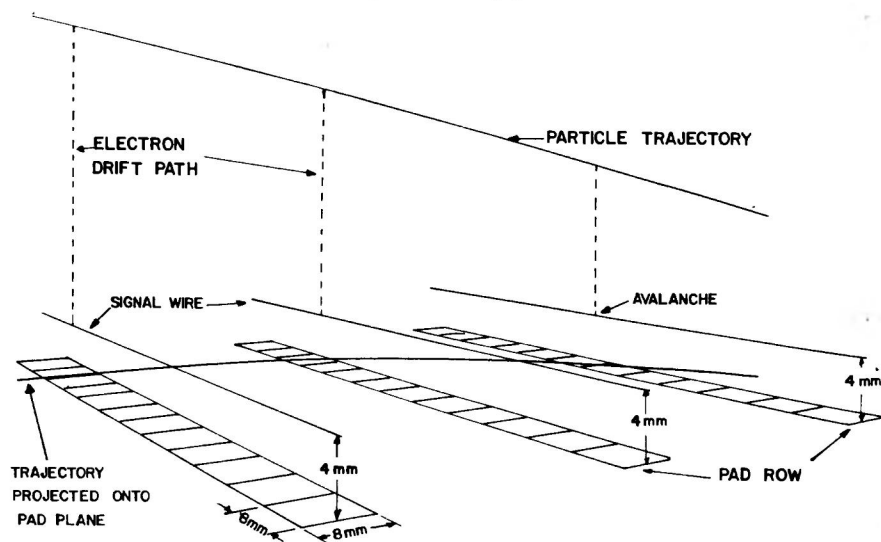 PARTICLE TRAJECTORY
ELECTRON
DRIFT PATH
SIGNAL WIRE
AVALANCHE
4 mm
4 mm
4 mm
PAD ROW
TRAJECTORY
PROJECTED ONTO
PAD PLANE
8mm
8mm